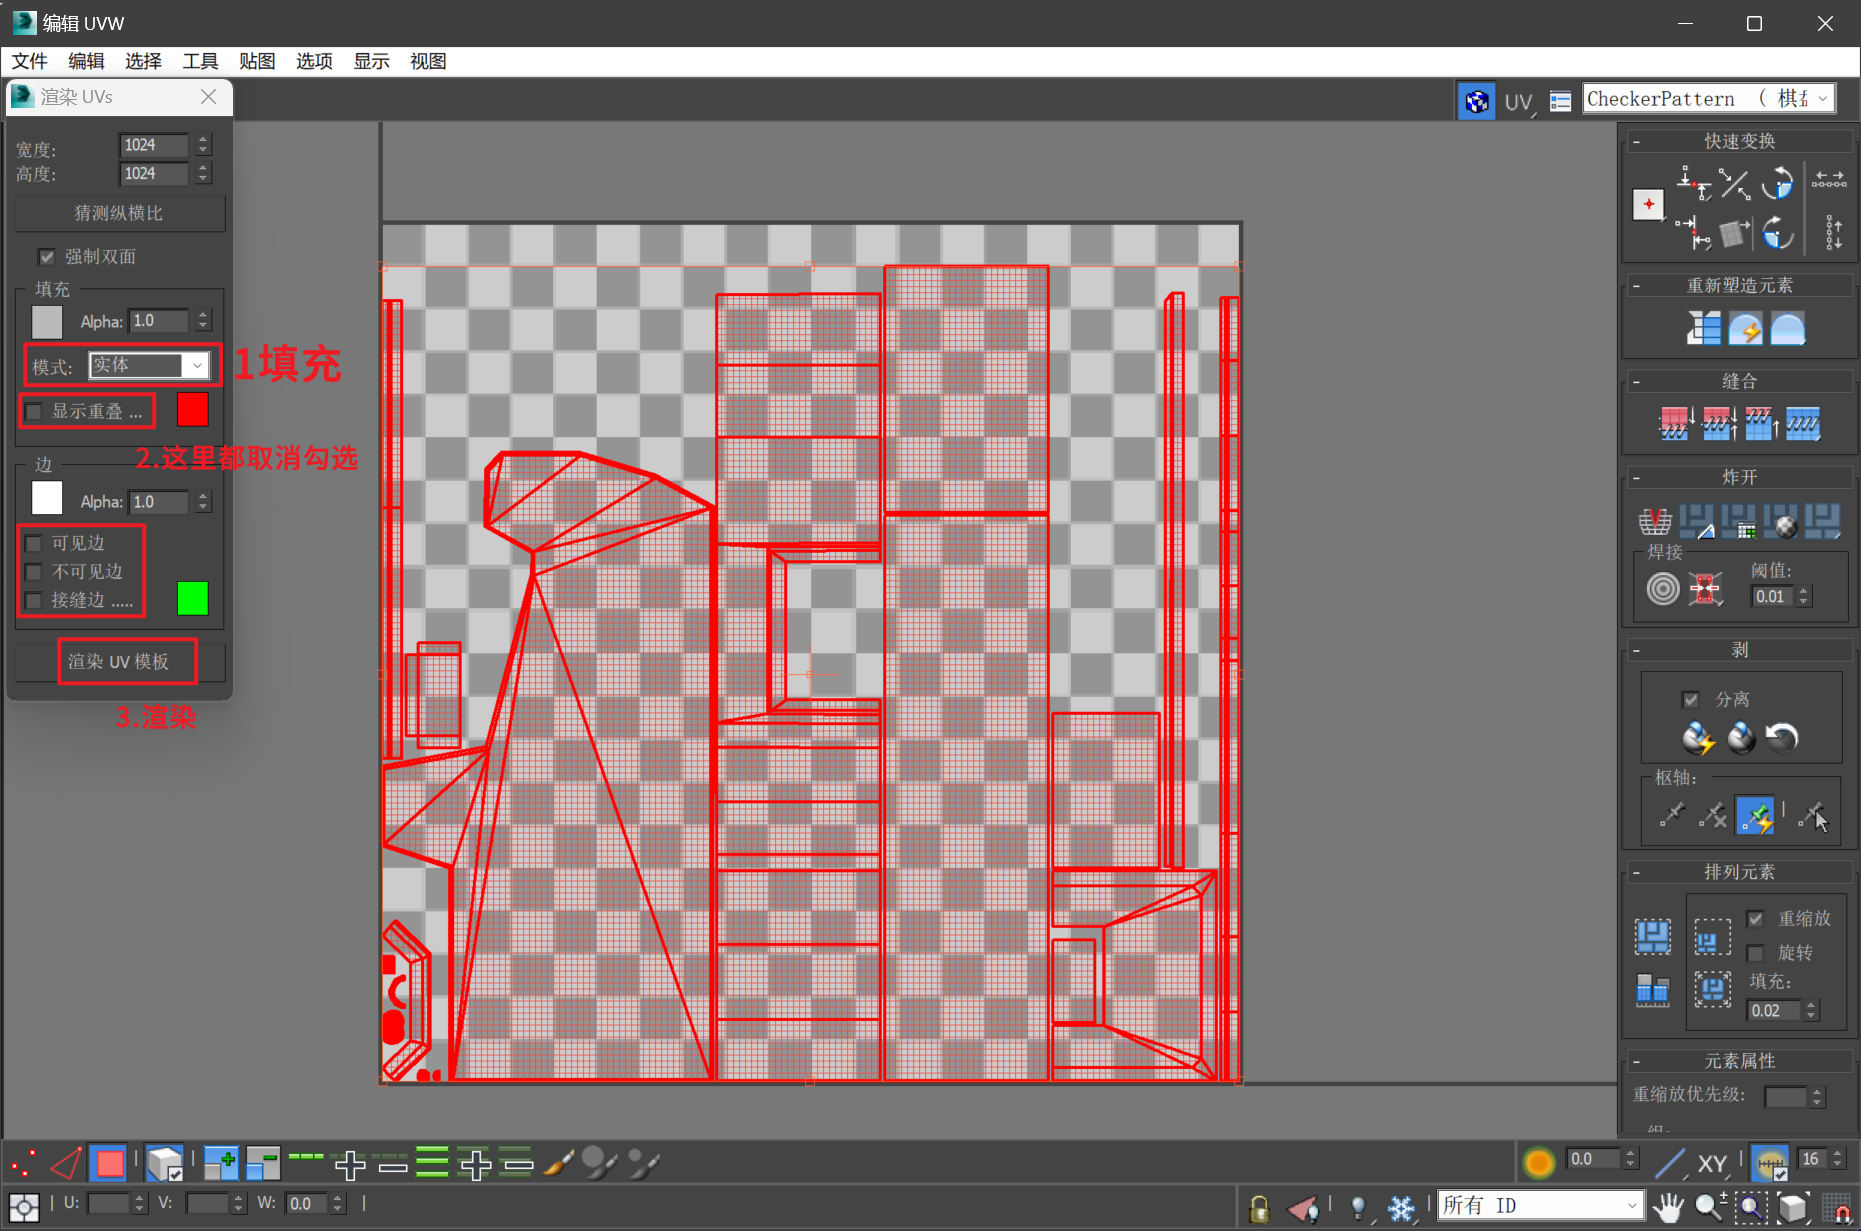 编辑 UVW
文件 编辑 选择 工具 贴图 选项 显示 视图
渲染 UVs
UV
CheckerPattern （ 棋盘
宽度: 1024
高度: 1024
猜测纵横比
强制双面
填充
Alpha: 1.0
模式: 实体
1填充
显示重叠 ...
2.这里都取消勾选
边
Alpha: 1.0
可见边
不可见边
接缝边 .....
渲染 UV 模板
3.渲染
- 快速变换
- 重新塑造元素
- 缝合
- 炸开
焊接
阈值:
0.01
- 剥
分离
枢轴:
- 排列元素
重缩放
旋转
填充:
0.02
- 元素属性
重缩放优先级:
0.0
XY
16
U: V: W: 0.0
所有 ID